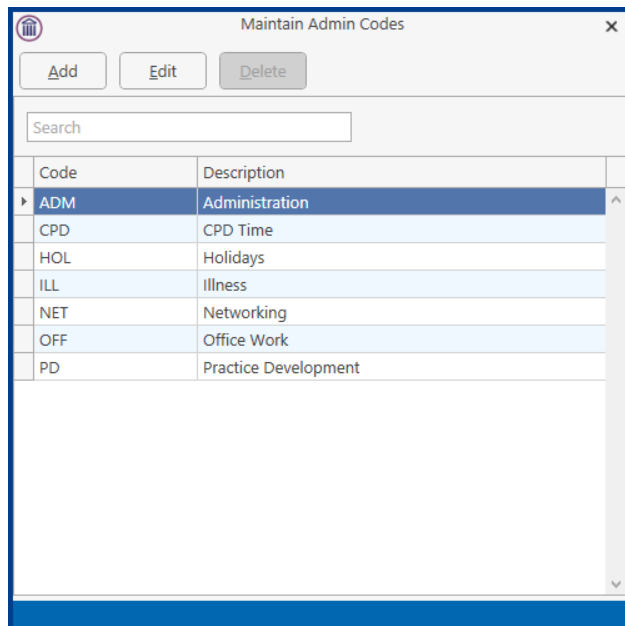 Maintain Admin Codes
Add Edit Delete
Search
Code Description
ADM Administration
CPD CPD Time
HOL Holidays
ILL Illness
NET Networking
OFF Office Work
PD Practice Development